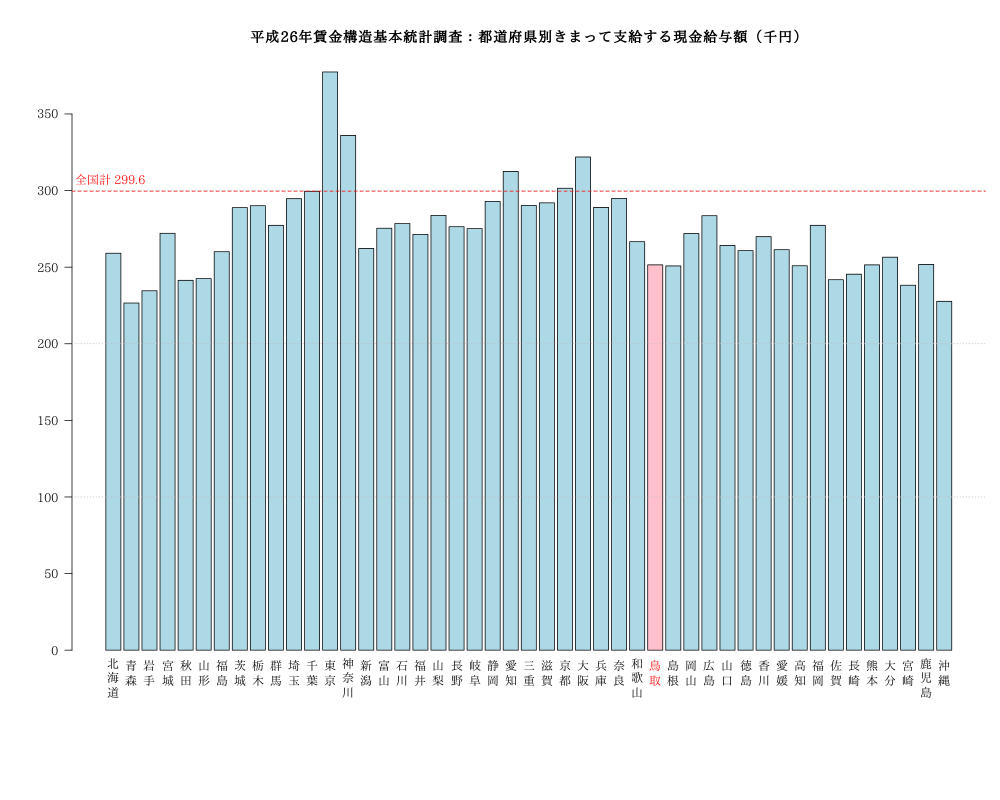 平成26年賃金構造基本統計調査：都道府県別きまって支給する現金給与額（千円）
350
全国計 299.6
300
250
200
150
100
50
0
北海道
青森
岩手
宮城
秋田
山形
福島
茨城
栃木
群馬
埼玉
千葉
東京
神奈川
新潟
富山
石川
福井
山梨
長野
岐阜
静岡
愛知
三重
滋賀
京都
大阪
兵庫
奈良
和歌山
鳥取
島根
岡山
広島
山口
徳島
香川
愛媛
高知
福岡
佐賀
長崎
熊本
大分
宮崎
鹿児島
沖縄